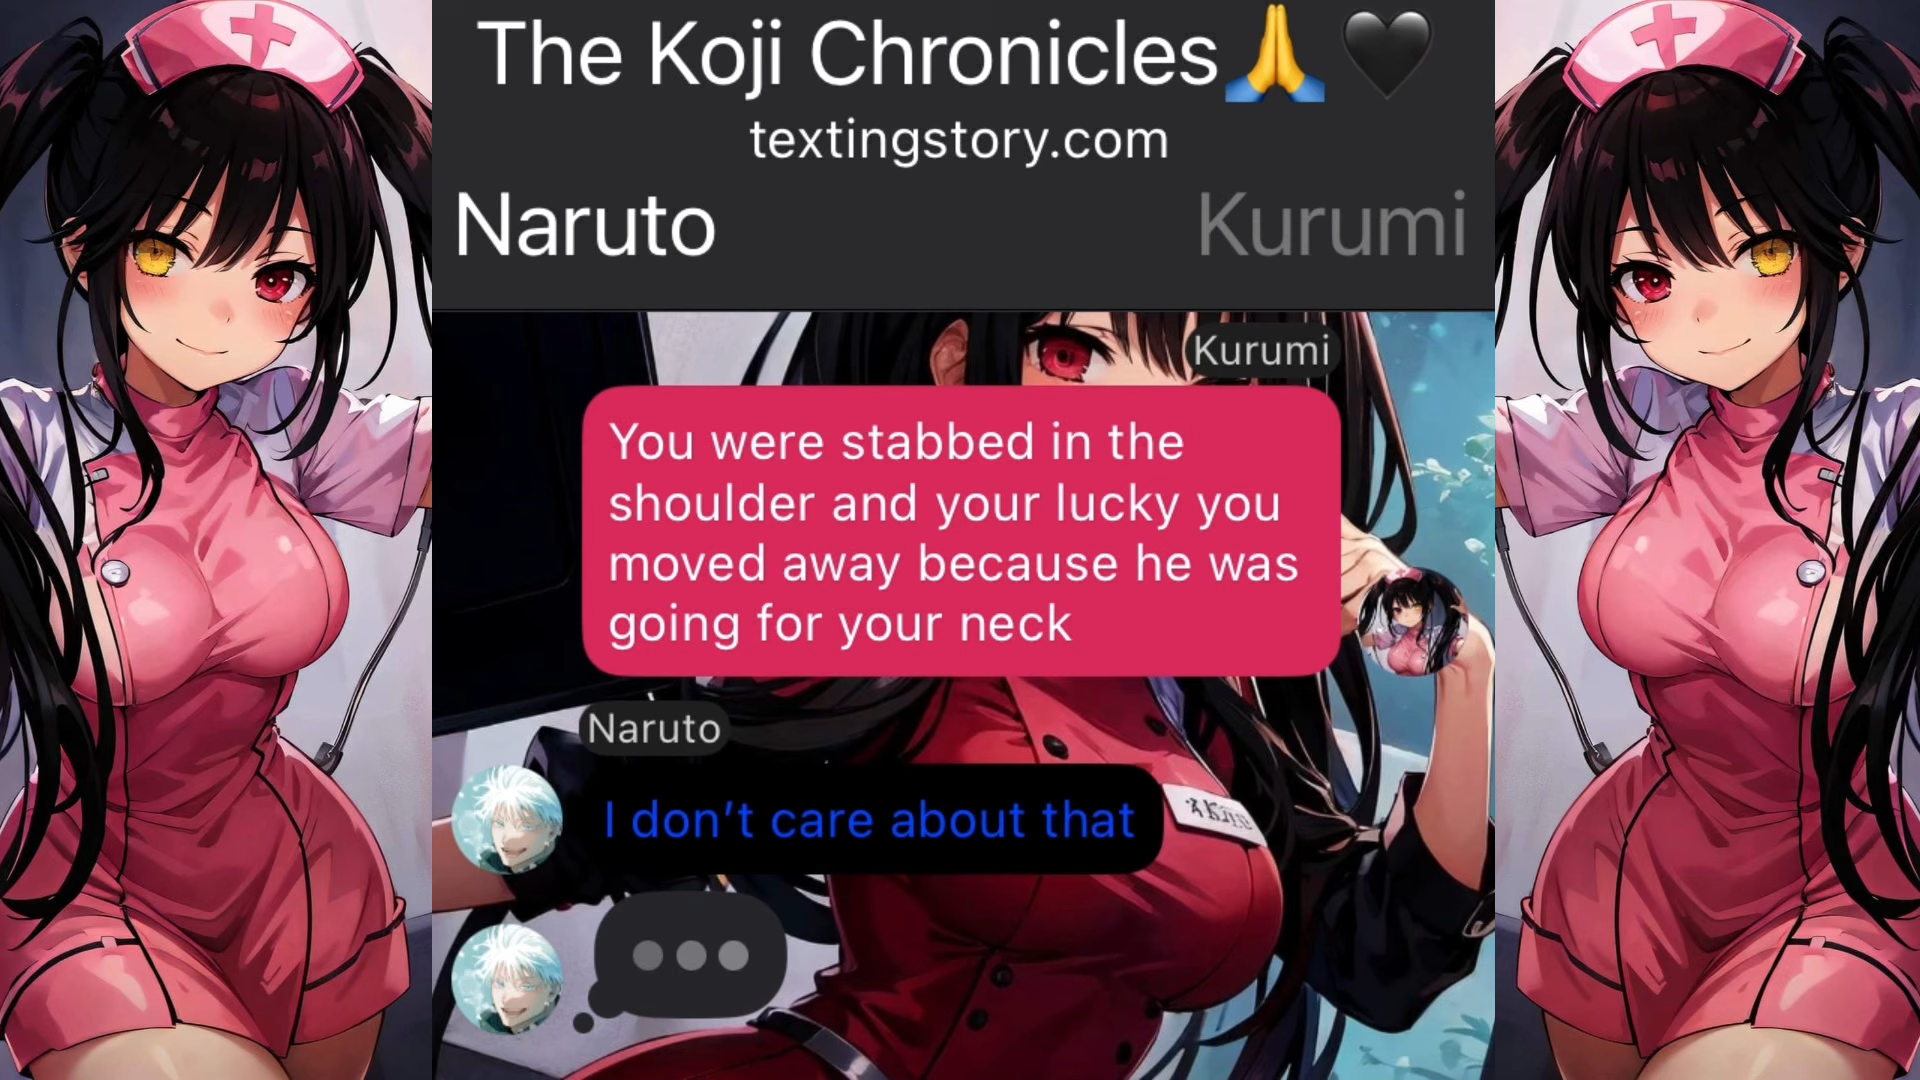 The Koji Chronicles🙏🖤
textingstory.com
Naruto
Kurumi
Kurumi
You were stabbed in the
shoulder and your lucky you
moved away because he was
going for your neck
Naruto
I don’t care about that